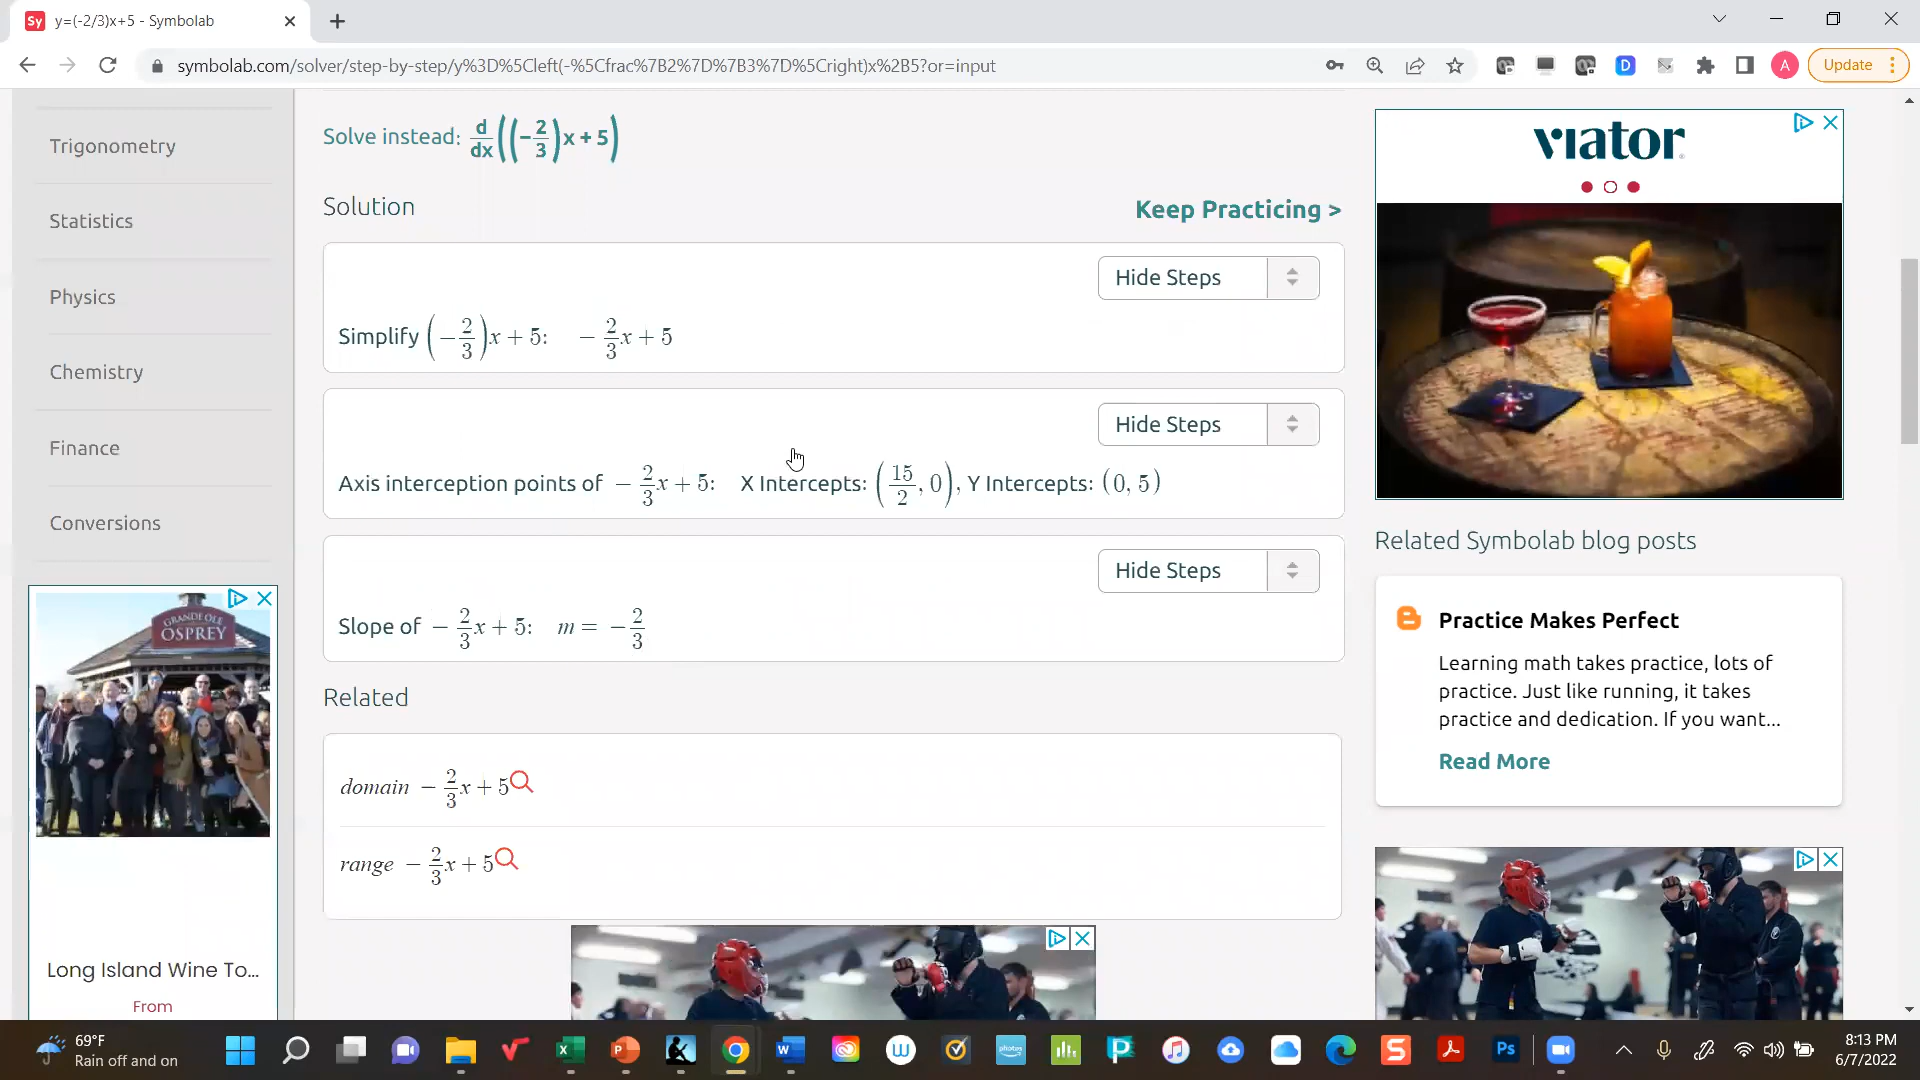 Sy y=(-2/3)x+5 - Symbolab
symbolab.com/solver/step-by-step/y%3D%5Cleft(-%5Cfrac%7B2%7D%7B3%7D%5Cright)x%2B5?or=input
D
A
Update
Trigonometry
Statistics
Physics
Chemistry
Finance
Conversions
GRANDE OLE
OSPREY
Long Island Wine To...
From
Solve instead: d/dx((-2/3)x + 5)
Solution
Keep Practicing >
Hide Steps
Simplify (-2/3)x + 5: -2/3x + 5
Hide Steps
Axis interception points of -2/3x + 5: X Intercepts: (15/2, 0), Y Intercepts: (0, 5)
Hide Steps
Slope of -2/3x + 5: m = -2/3
Related
domain -2/3x + 5
range -2/3x + 5
viator
Related Symbolab blog posts
Practice Makes Perfect
Learning math takes practice, lots of
practice. Just like running, it takes
practice and dedication. If you want...
Read More
69°F
Rain off and on
photos
Ps
8:13 PM
6/7/2022